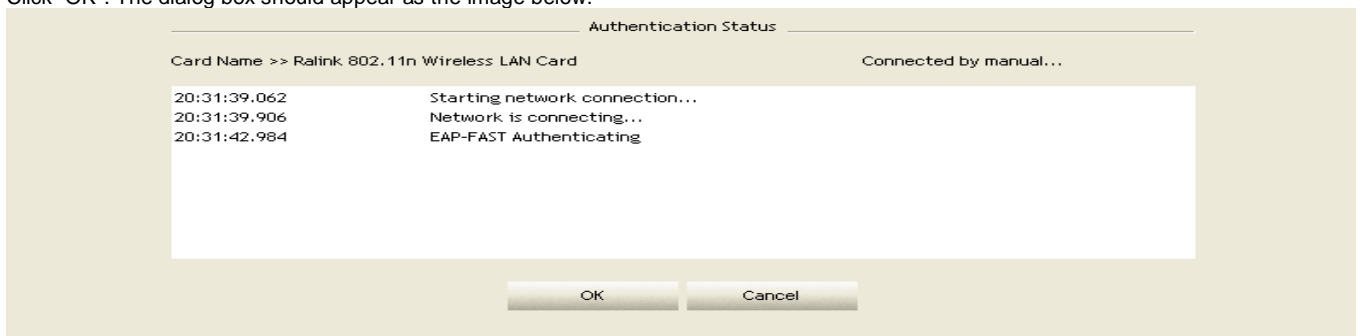 Click "OK". The dialog box should appear as the image below.
Authentication Status
Card Name >> Ralink 802.11n Wireless LAN Card Connected by manual...
20:31:39.062 Starting network connection...
20:31:39.906 Network is connecting...
20:31:42.984 EAP-FAST Authenticating
OK Cancel